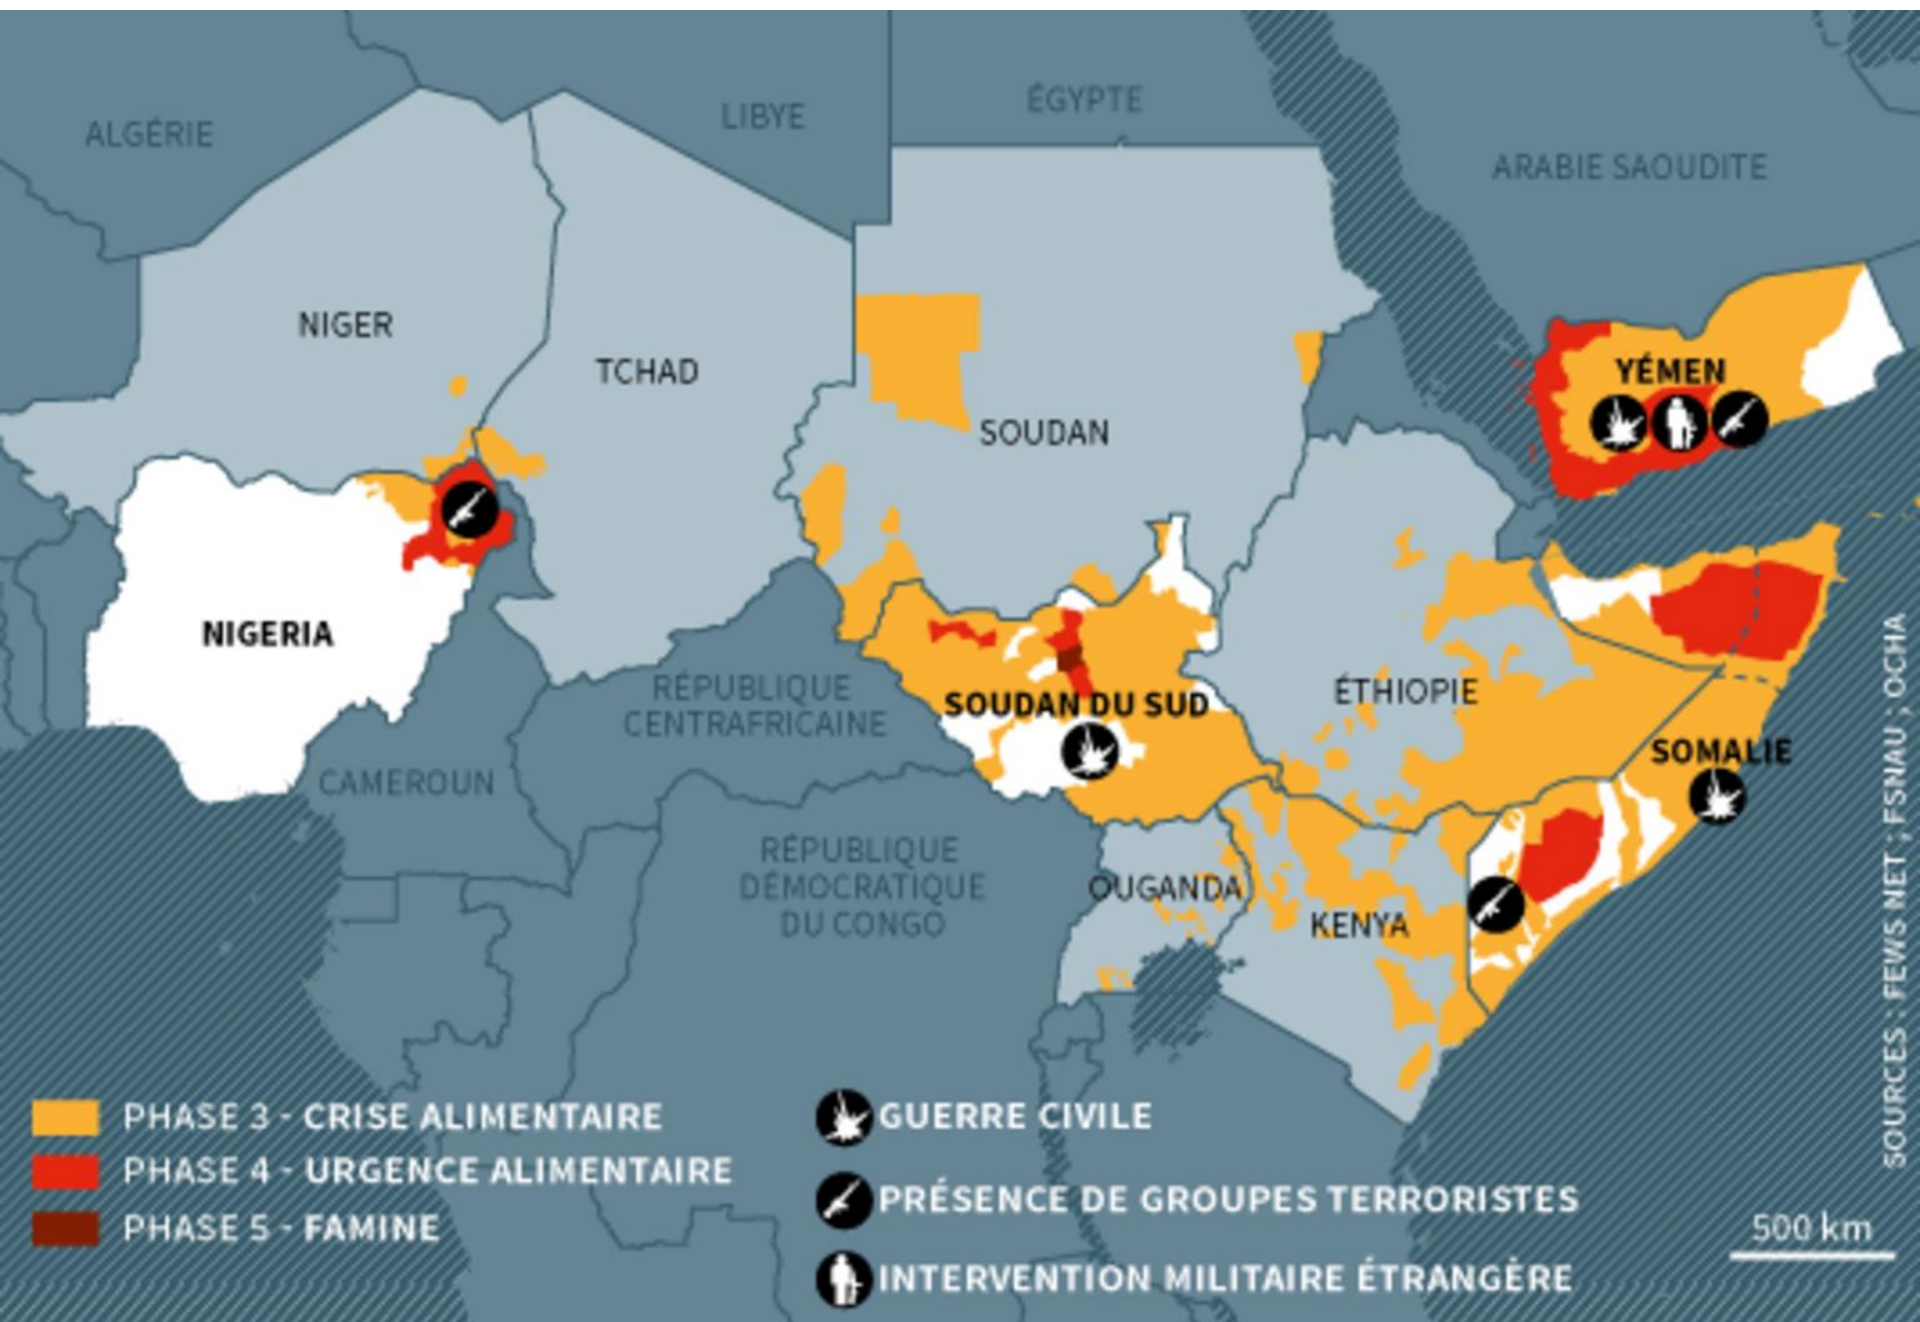 ALGÉRIE
LIBYE
ÉGYPTE
ARABIE SAOUDITE
NIGER
TCHAD
SOUDAN
YÉMEN
NIGERIA
RÉPUBLIQUE
CENTRAFRICAINE
SOUDAN DU SUD
ÉTHIOPIE
SOMALIE
CAMEROUN
RÉPUBLIQUE
DÉMOCRATIQUE
DU CONGO
OUGANDA
KENYA
PHASE 3 - CRISE ALIMENTAIRE
PHASE 4 - URGENCE ALIMENTAIRE
PHASE 5 - FAMINE
GUERRE CIVILE
PRÉSENCE DE GROUPES TERRORISTES
INTERVENTION MILITAIRE ÉTRANGÈRE
500 km
SOURCES : FEWS NET ; FSNAU ; OCHA